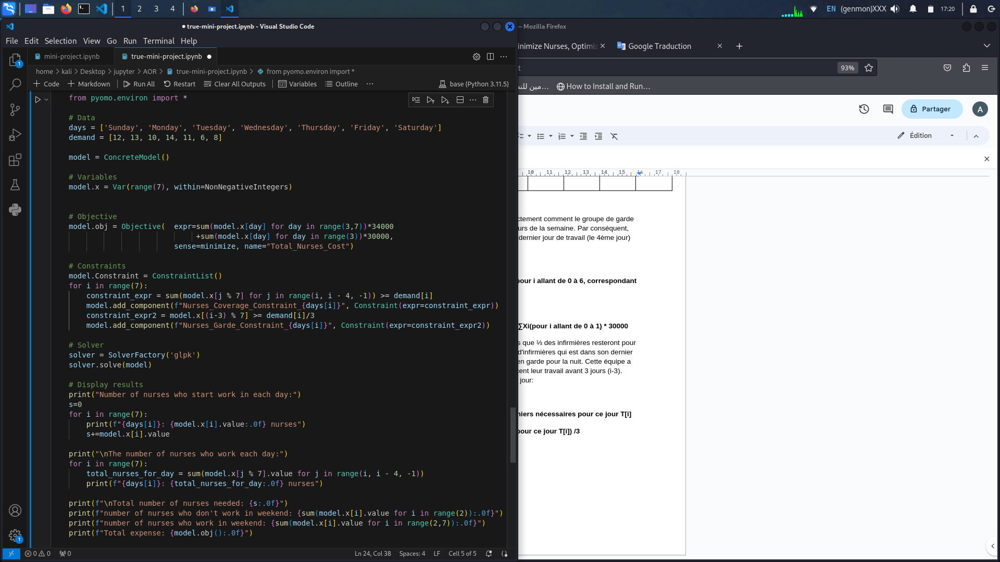 1 2 3 4
EN (genmon)XXX 17:20
true-mini-project.ipynb - Visual Studio Code
File Edit Selection View Go Run Terminal Help
mini-project.ipynb true-mini-project.ipynb
home > kali > Desktop > jupyter > AOR > true-mini-project.ipynb > from pyomo.environ import *
+ Code + Markdown Run All Restart Clear All Outputs Variables Outline ··· base (Python 3.11.5)
from pyomo.environ import *
# Data
days = ['Sunday', 'Monday', 'Tuesday', 'Wednesday', 'Thursday', 'Friday', 'Saturday']
demand = [12, 13, 10, 14, 11, 6, 8]
model = ConcreteModel()
# Variables
model.x = Var(range(7), within=NonNegativeIntegers)
# Objective
model.obj = Objective(  expr=sum(model.x[day] for day in range(3,7))*34000
+sum(model.x[day] for day in range(3))*30000,
sense=minimize, name="Total_Nurses_Cost")
# Constraints
model.Constraint = ConstraintList()
for i in range(7):
constraint_expr = sum(model.x[j % 7] for j in range(i, i - 4, -1)) >= demand[i]
model.add_component(f"Nurses_Coverage_Constraint_{days[i]}", Constraint(expr=constraint_expr))
constraint_expr2 = model.x[(i-3) % 7] >= demand[i]/3
model.add_component(f"Nurses_Garde_Constraint_{days[i]}", Constraint(expr=constraint_expr2))
# Solver
solver = SolverFactory('glpk')
solver.solve(model)
# Display results
print("Number of nurses who start work in each day:")
s=0
for i in range(7):
print(f"{days[i]}: {model.x[i].value:.0f} nurses")
s+=model.x[i].value
print("\nThe number of nurses who work each day:")
for i in range(7):
total_nurses_for_day = sum(model.x[j % 7].value for j in range(i, i - 4, -1))
print(f"{days[i]}: {total_nurses_for_day:.0f} nurses")
print(f"\nTotal number of nurses needed: {s:.0f}")
print(f"number of nurses who don't work in weekend: {sum(model.x[i].value for i in range(2)):.0f}")
print(f"number of nurses who work in weekend: {sum(model.x[i].value for i in range(2,7)):.0f}")
print(f"Total expense: {model.obj():.0f}")
1
1
0 0 0 Ln 24, Col 38 Spaces: 4 LF Cell 5 of 5
— Mozilla Firefox
inimize Nurses, Optimiz Google Traduction
t 93%
مين للنم... How to Install and Run…
Partager A
Édition
10 11 12 13 14 15 16 17 18
ctement comment le groupe de garde
urs de la semaine. Par conséquent,
dernier jour de travail (le 4ème jour)
pour i allant de 0 à 6, correspondant
∑Xi(pour i allant de 0 à 1) * 30000
s que ⅓ des infirmières resteront pour
d'infirmières qui est dans son dernier
en garde pour la nuit. Cette équipe a
cent leur travail avant 3 jours (i-3).
jour:
niers nécessaires pour ce jour T[i]
pour ce jour T[i]) /3